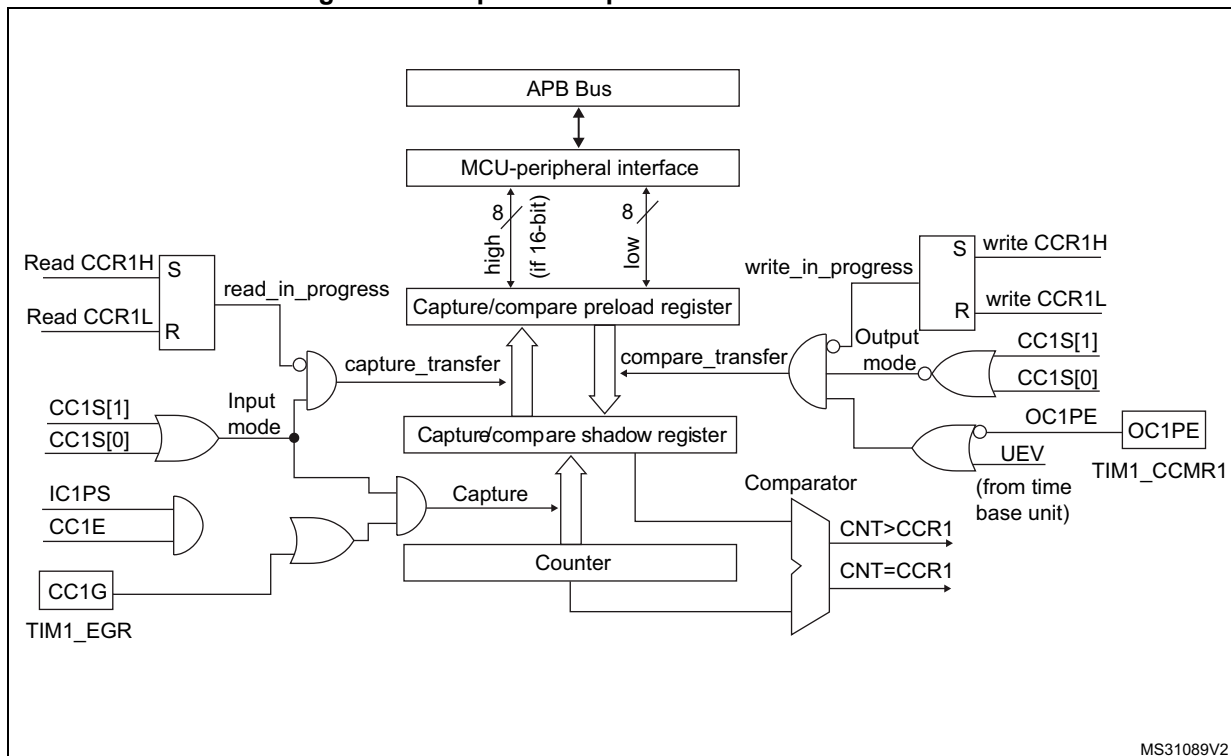 APB Bus
MCU-peripheral interface
8
high
(if 16-bit)
8
low
Read CCR1H
S
read_in_progress
Read CCR1L
R
write_in_progress
S
write CCR1H
R
write CCR1L
Capture/compare preload register
capture_transfer
compare_transfer
Output
mode
CC1S[1]
CC1S[0]
CC1S[1]
CC1S[0]
Input
mode
Capture/compare shadow register
OC1PE
OC1PE
UEV
TIM1_CCMR1
(from time
base unit)
IC1PS
CC1E
Capture
Comparator
CNT>CCR1
CNT=CCR1
Counter
CC1G
TIM1_EGR
MS31089V2